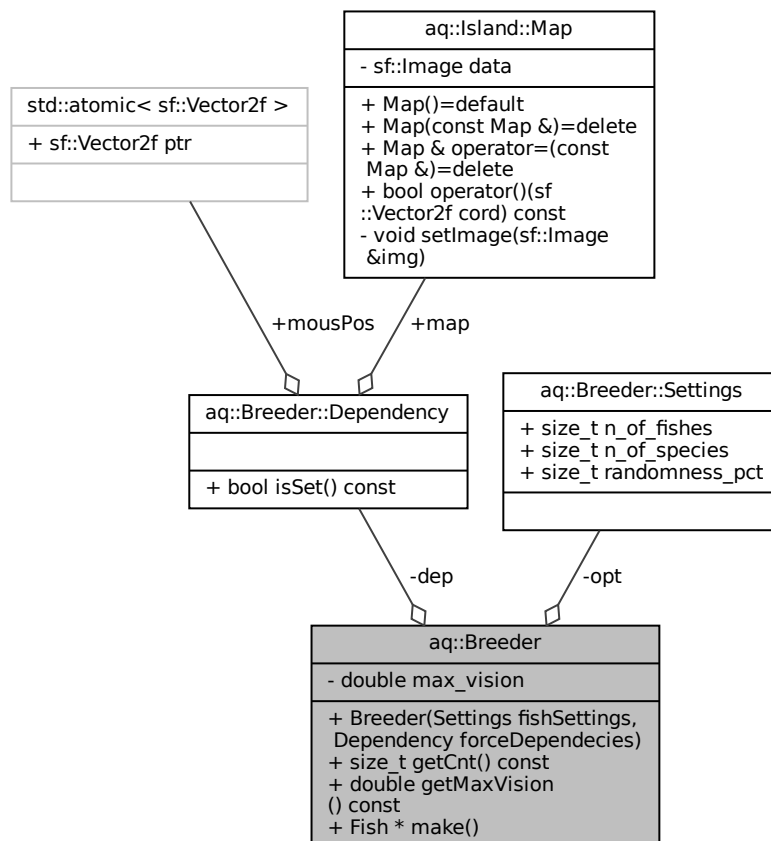 aq::Island::Map
- sf::Image data
+ Map()=default
+ Map(const Map &)=delete
+ Map & operator=(const
Map &)=delete
+ bool operator()(sf
::Vector2f cord) const
- void setImage(sf::Image
&img)
std::atomic< sf::Vector2f >
+ sf::Vector2f ptr
+mousPos
+map
aq::Breeder::Dependency
+ bool isSet() const
aq::Breeder::Settings
+ size_t n_of_fishes
+ size_t n_of_species
+ size_t randomness_pct
-dep
-opt
aq::Breeder
- double max_vision
+ Breeder(Settings fishSettings,
Dependency forceDependecies)
+ size_t getCnt() const
+ double getMaxVision
() const
+ Fish * make()